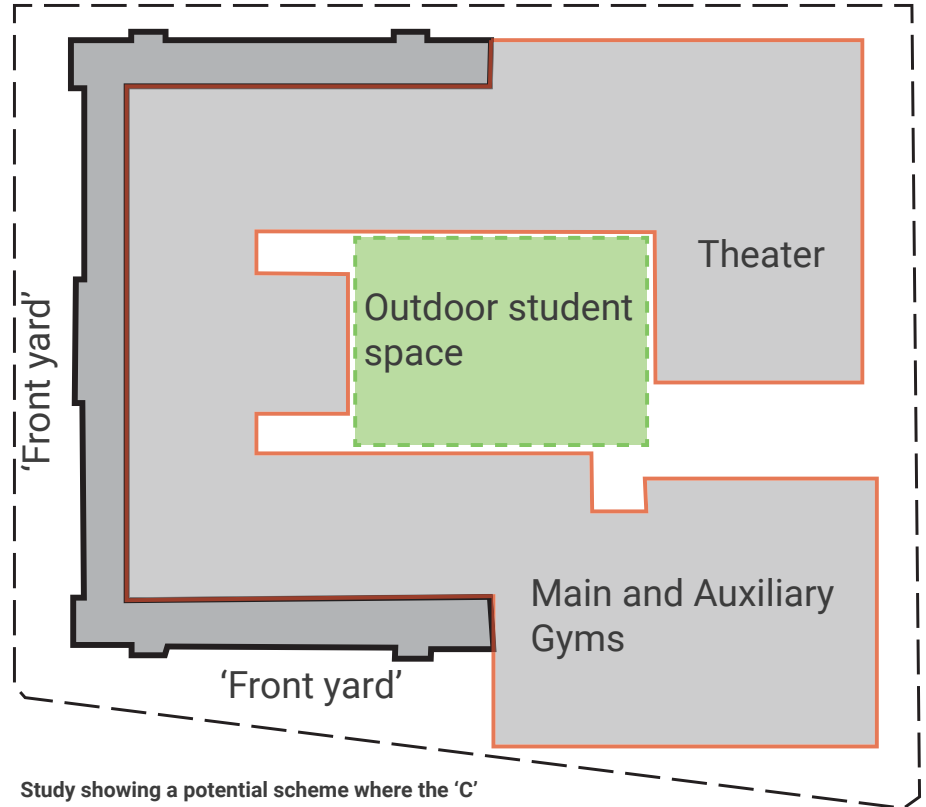 Theater
Outdoor student
space
‘Front yard’
Main and Auxiliary
Gyms
‘Front yard’
Study showing a potential scheme where the ‘C’